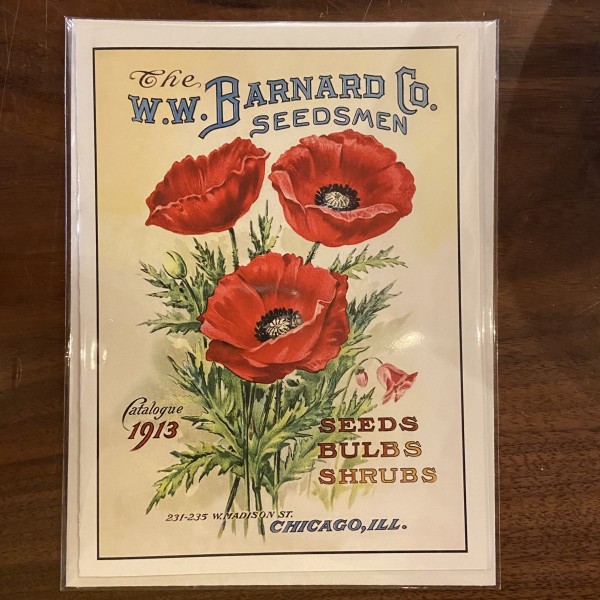 The
W.W. BARNARD CO.
SEEDSMEN
Catalogue
1913
SEEDS
BULBS
SHRUBS
231-235 W. MADISON ST.
CHICAGO, ILL.